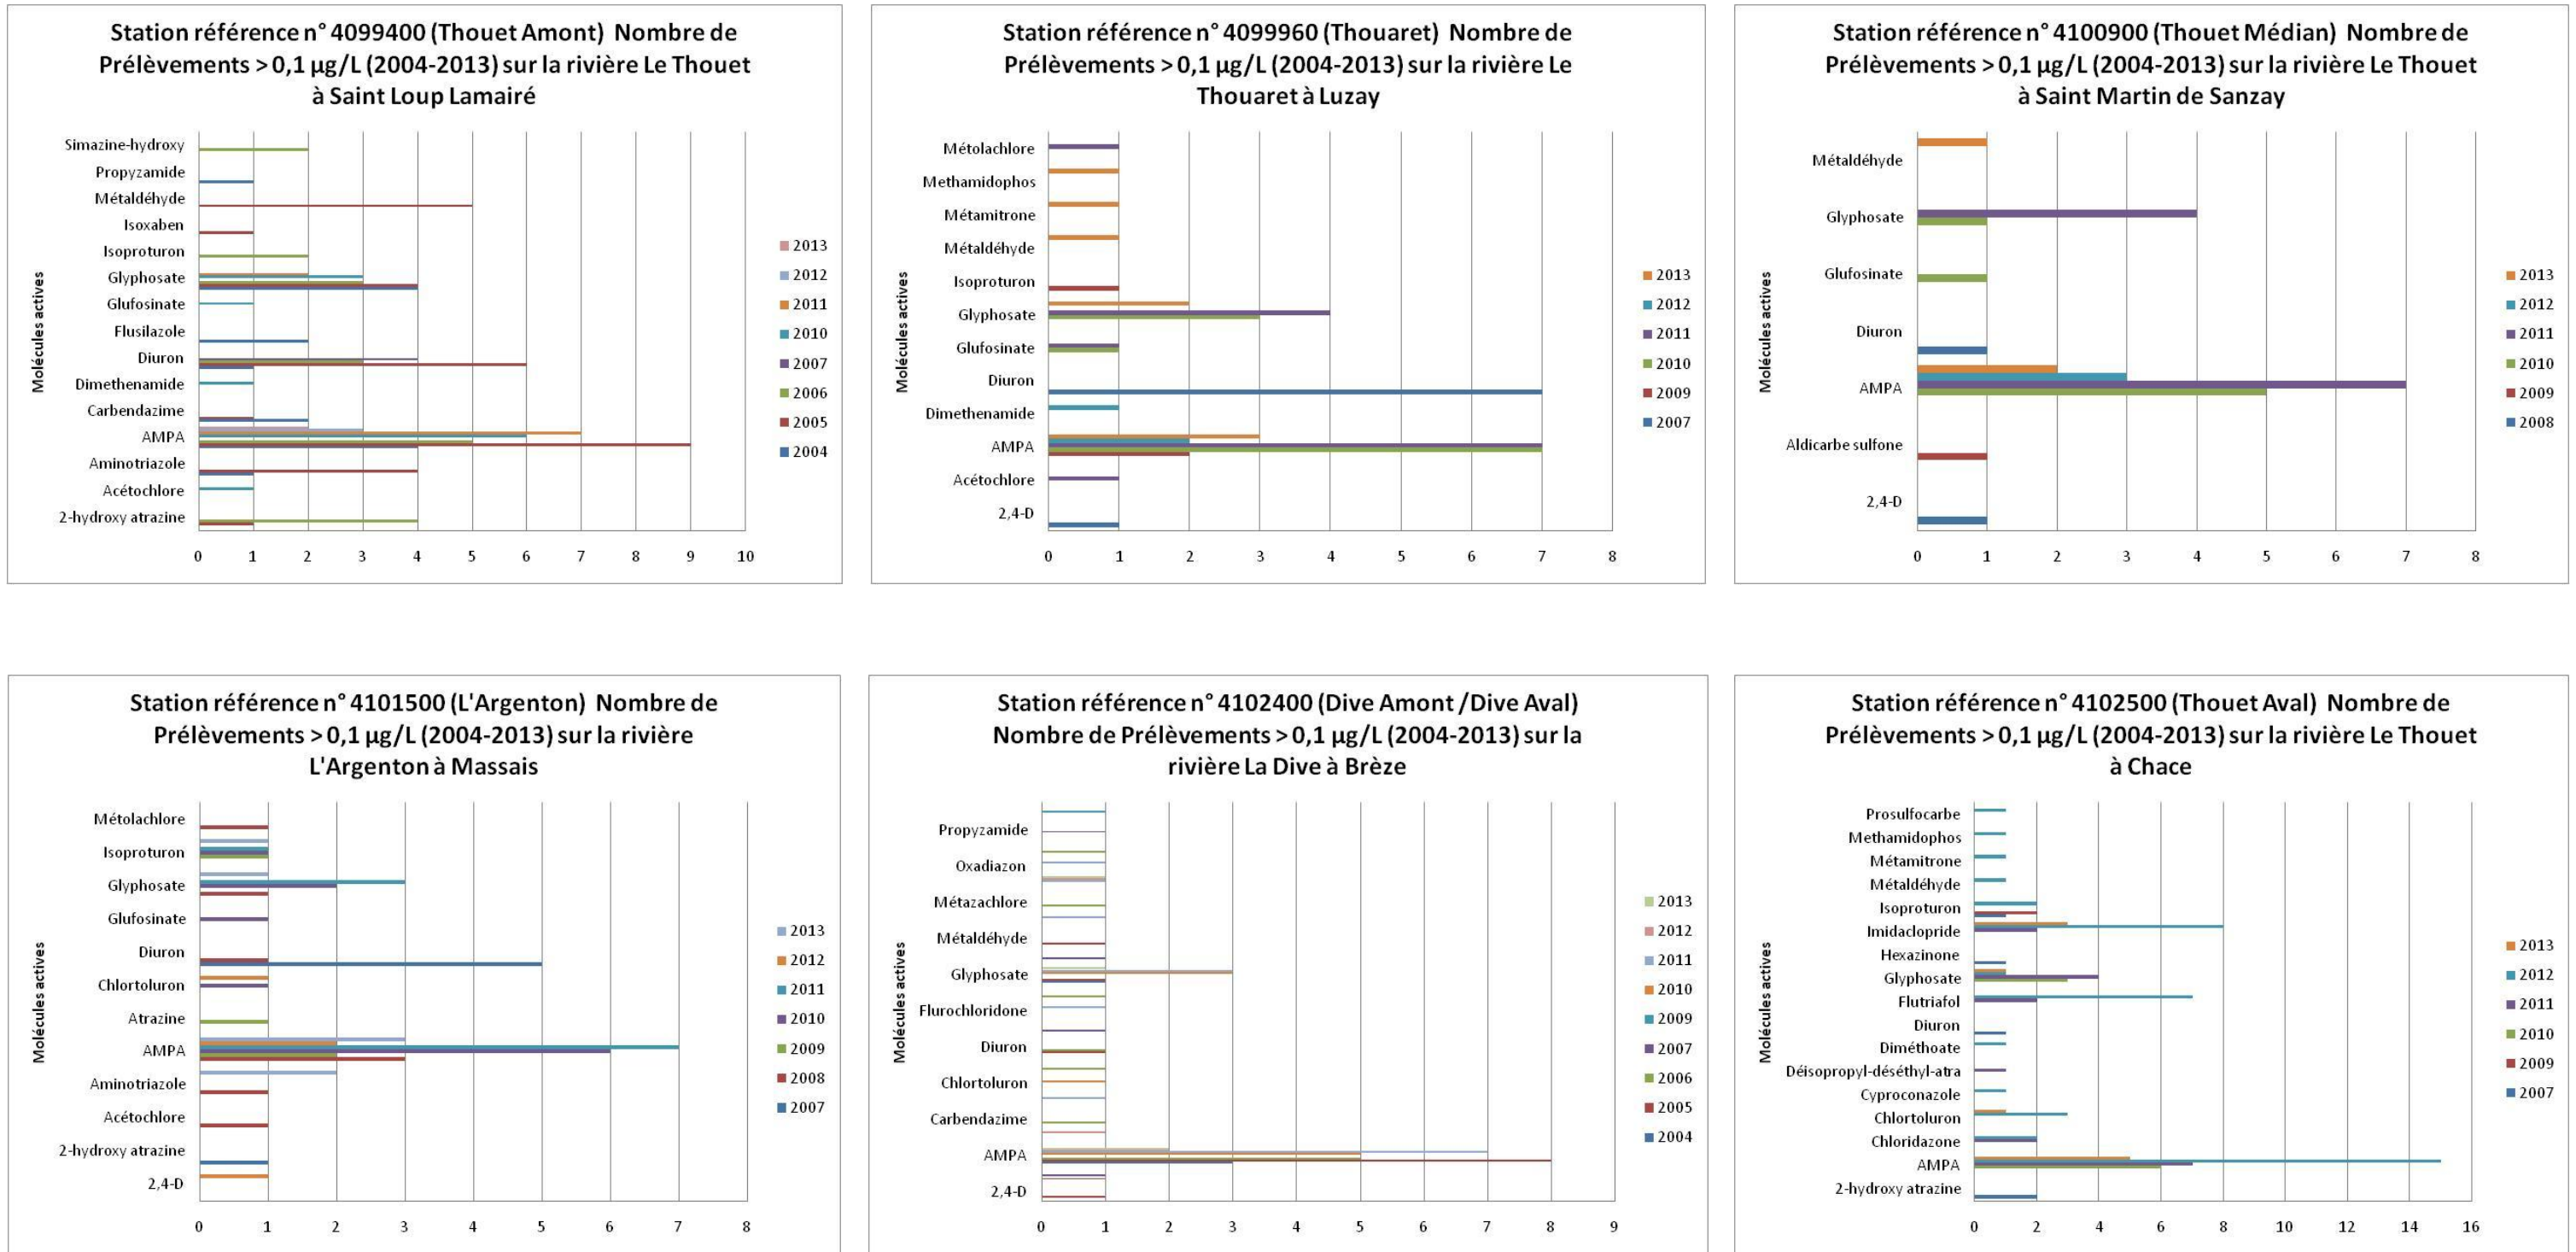 Station référence n° 4099400 (Thouet Amont) Nombre de
Prélèvements > 0,1 µg/L (2004-2013) sur la rivière Le Thouet
à Saint Loup Lamairé
Molécules actives
Simazine-hydroxy
Propyzamide
Métaldéhyde
Isoxaben
Isoproturon
Glyphosate
Glufosinate
Flusilazole
Diuron
Dimethenamide
Carbendazime
AMPA
Aminotriazole
Acétochlore
2-hydroxy atrazine
0 1 2 3 4 5 6 7 8 9 10
2013
2012
2011
2010
2007
2006
2005
2004
Station référence n° 4099960 (Thouaret) Nombre de
Prélèvements > 0,1 µg/L (2004-2013) sur la rivière Le
Thouaret à Luzay
Molécules actives
Métolachlore
Methamidophos
Métamitrone
Métaldéhyde
Isoproturon
Glyphosate
Glufosinate
Diuron
Dimethenamide
AMPA
Acétochlore
2,4-D
0 1 2 3 4 5 6 7 8
2013
2012
2011
2010
2009
2007
Station référence n° 4100900 (Thouet Médian) Nombre de
Prélèvements > 0,1 µg/L (2004-2013) sur la rivière Le Thouet
à Saint Martin de Sanzay
Molécules actives
Métaldéhyde
Glyphosate
Glufosinate
Diuron
AMPA
Aldicarbe sulfone
2,4-D
0 1 2 3 4 5 6 7 8
2013
2012
2011
2010
2009
2008
Station référence n° 4101500 (L'Argenton) Nombre de
Prélèvements > 0,1 µg/L (2004-2013) sur la rivière
L'Argenton à Massais
Molécules actives
Métolachlore
Isoproturon
Glyphosate
Glufosinate
Diuron
Chlortoluron
Atrazine
AMPA
Aminotriazole
Acétochlore
2-hydroxy atrazine
2,4-D
0 1 2 3 4 5 6 7 8
2013
2012
2011
2010
2009
2008
2007
Station référence n° 4102400 (Dive Amont /Dive Aval)
Nombre de Prélèvements > 0,1 µg/L (2004-2013) sur la
rivière La Dive à Brèze
Molécules actives
Propyzamide
Oxadiazon
Métazachlore
Métaldéhyde
Glyphosate
Flurochloridone
Diuron
Chlortoluron
Carbendazime
AMPA
2,4-D
0 1 2 3 4 5 6 7 8 9
2013
2012
2011
2010
2009
2007
2006
2005
2004
Station référence n° 4102500 (Thouet Aval) Nombre de
Prélèvements > 0,1 µg/L (2004-2013) sur la rivière Le Thouet
à Chace
Molécules actives
Prosulfocarbe
Methamidophos
Métamitrone
Métaldéhyde
Isoproturon
Imidaclopride
Hexazinone
Glyphosate
Flutriafol
Diuron
Diméthoate
Déisopropyl-déséthyl-atra
Cyproconazole
Chlortoluron
Chloridazone
AMPA
2-hydroxy atrazine
0 2 4 6 8 10 12 14 16
2013
2012
2011
2010
2009
2007